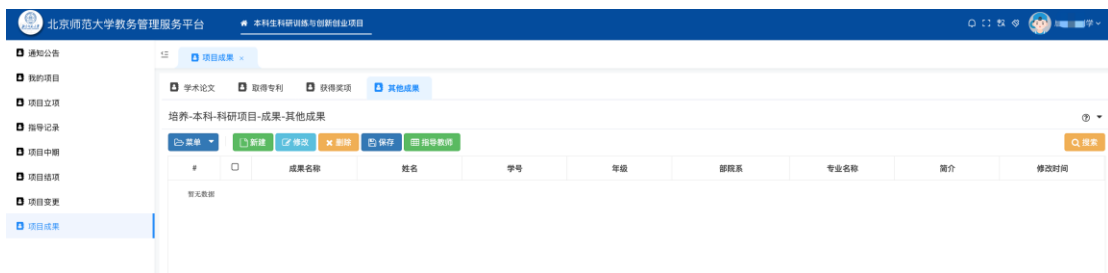 北京师范大学教务管理服务平台
本科生科研训练与创新创业项目
通知公告
我的项目
项目立项
指导记录
项目中期
项目结项
项目变更
项目成果
项目成果 ×
学术论文 取得专利 获得奖项 其他成果
培养-本科-科研项目-成果-其他成果
菜单 新建 修改 删除 保存 指导教师 搜索
# 成果名称 姓名 学号 年级 部院系 专业名称 简介 修改时间
暂无数据